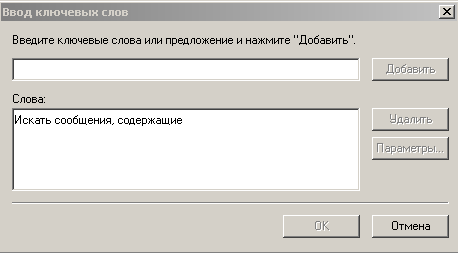 Ввод ключевых слов
Введите ключевые слова или предложение и нажмите "Добавить".
Добавить
Слова:
Искать сообщения, содержащие
Удалить
Параметры...
OK
Отмена